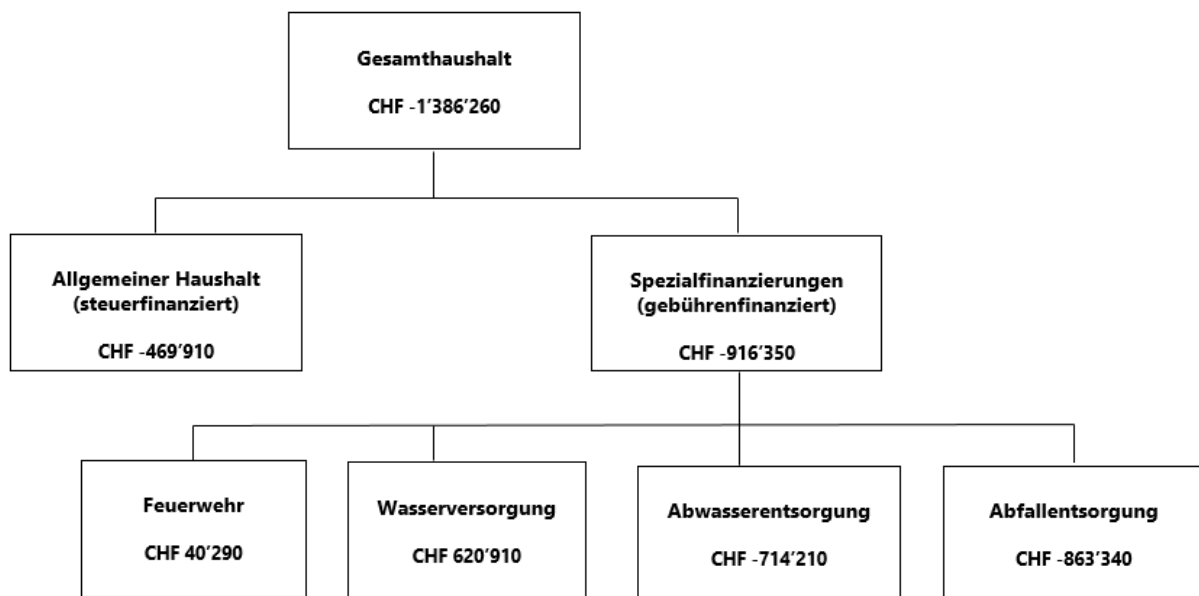 Gesamthaushalt
CHF -1’386’260
Allgemeiner Haushalt
(steuerfinanziert)
CHF -469’910
Spezialfinanzierungen
(gebührenfinanziert)
CHF -916’350
Feuerwehr
CHF 40’290
Wasserversorgung
CHF 620’910
Abwasserentsorgung
CHF -714’210
Abfallentsorgung
CHF -863’340